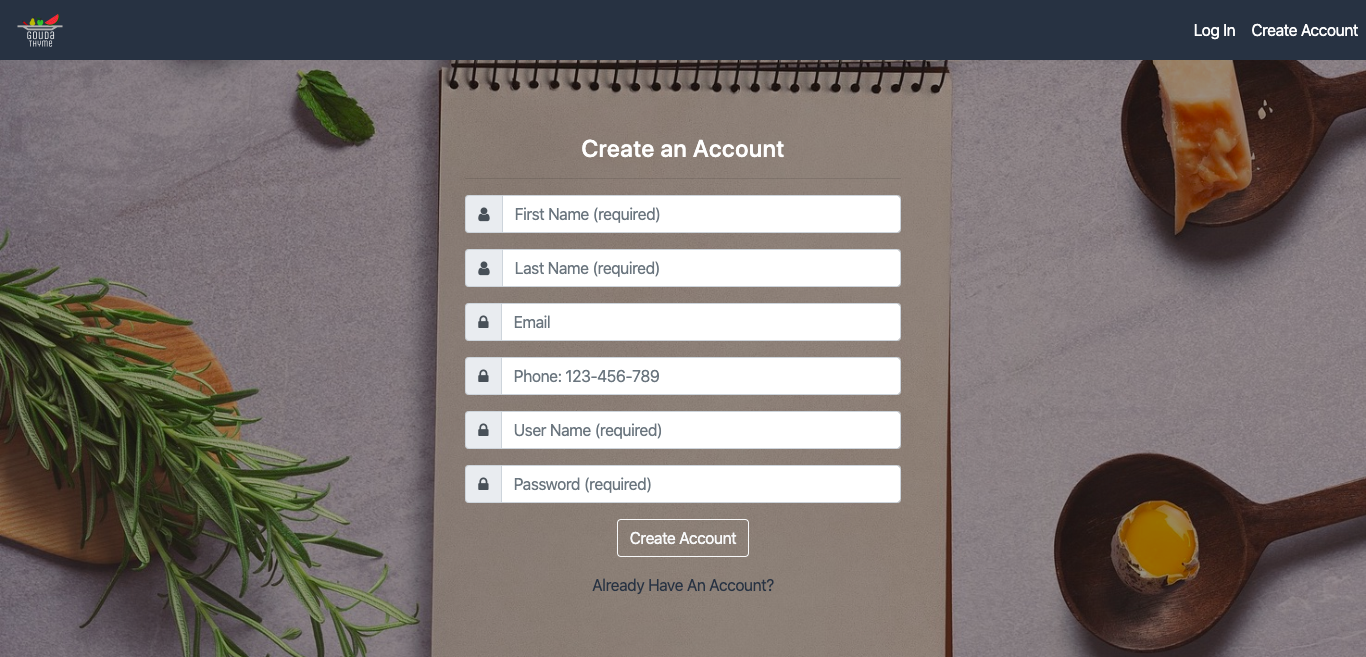 GOUDA
THYME
Log In
Create Account
Create an Account
First Name (required)
Last Name (required)
Email
Phone: 123-456-789
User Name (required)
Password (required)
Create Account
Already Have An Account?